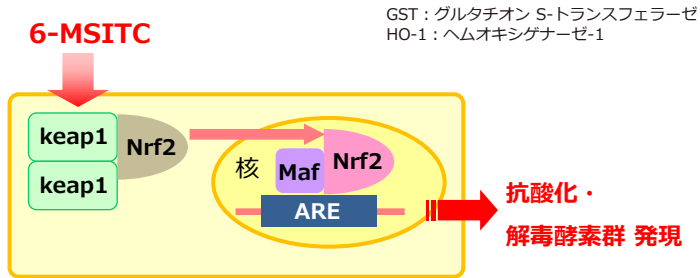 GST：グルタチオン S-トランスフェラーゼ
HO-1：ヘムオキシゲナーゼ-1
6-MSITC
keap1
keap1
Nrf2
核
Maf
Nrf2
ARE
抗酸化・
解毒酵素群 発現